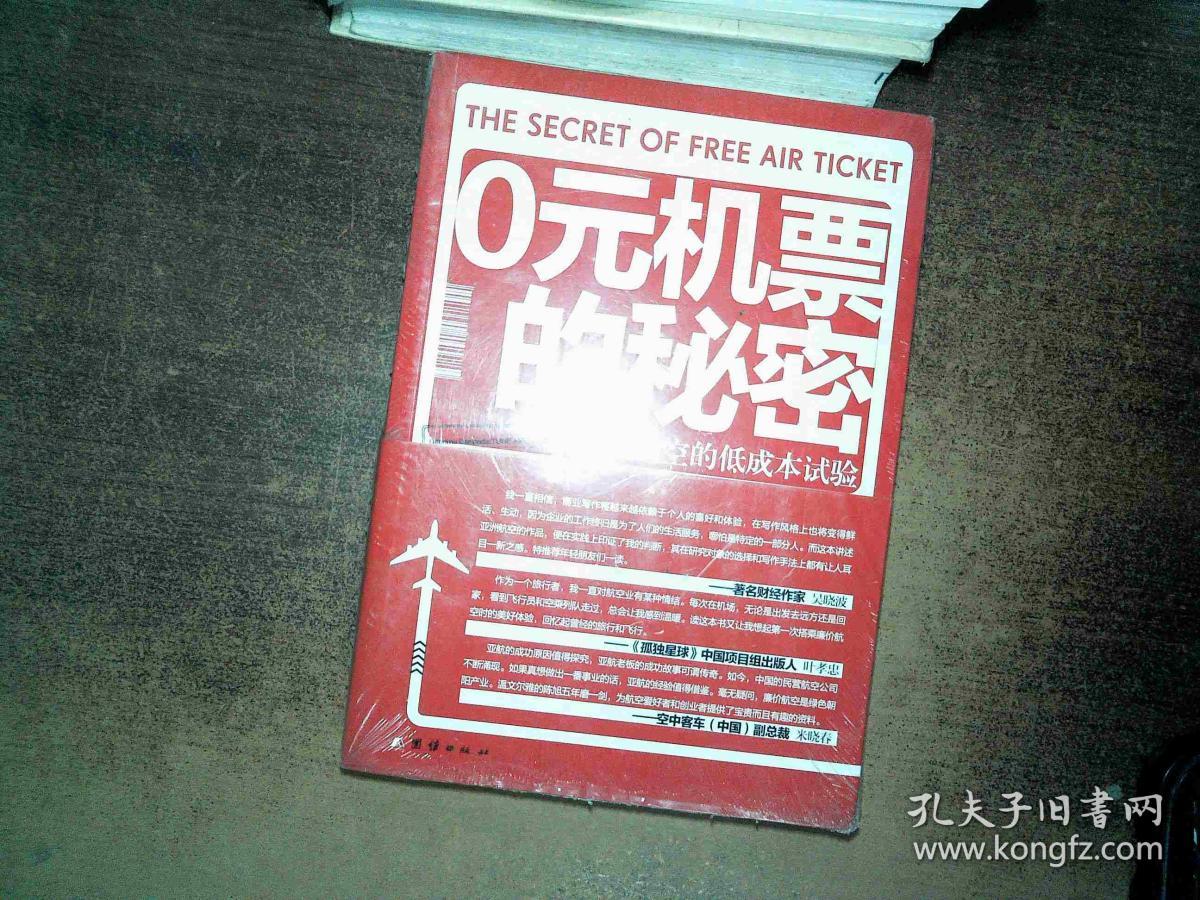 THE SECRET OF FREE AIR TICKET
0元机票
的秘密
空的低成本试验
我一直相信，商业写作将越来越依赖于个人的喜好和体验，在写作风格上也将变得鲜
活、生动，因为企业的工作终归是为了人们的生活服务，哪怕是特定的一部分人。而这本讲述
亚洲航空的作品，便在实践上印证了我的判断，其在研究对象的选择和写作手法上都有让人耳
目一新之感。特推荐年轻朋友们一读。
——著名财经作家 吴晓波
作为一个旅行者，我一直对航空业有某种情结。每次在机场，无论是出发去远方还是回
家，看到飞行员和空乘列队走过，总会让我感到温暖。读这本书又让我想起第一次搭乘廉价航
空时的美好体验，回忆起曾经的旅行和飞行。
——《孤独星球》中国项目组出版人 叶孝忠
亚航的成功原因值得探究，亚航老板的成功故事可谓传奇。如今，中国的民营航空公司
不断涌现。如果真想做出一番事业的话，亚航的经验值得借鉴。毫无疑问，廉价航空是绿色朝
阳产业。温文尔雅的陈旭五年磨一剑，为航空爱好者和创业者提供了宝贵而且有趣的资料。
——空中客车（中国）副总裁 米晓春
团结出版社
孔夫子旧書网
www.kongfz.com